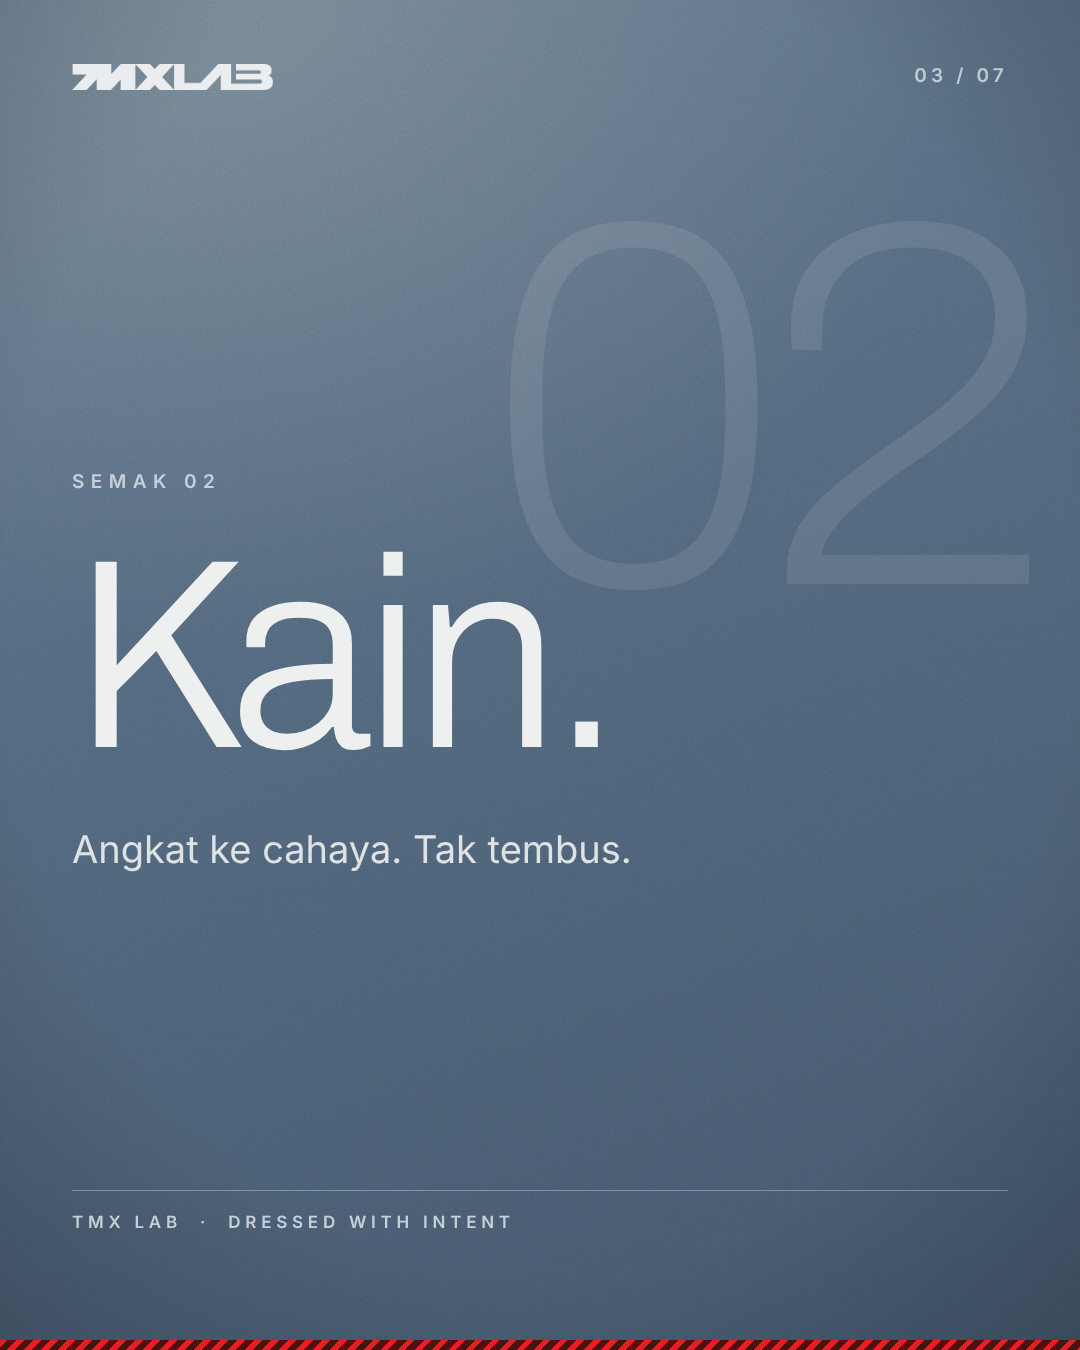 TMXLAB
03 / 07
02
SEMAK 02
Kain.
Angkat ke cahaya. Tak tembus.
TMX LAB · DRESSED WITH INTENT